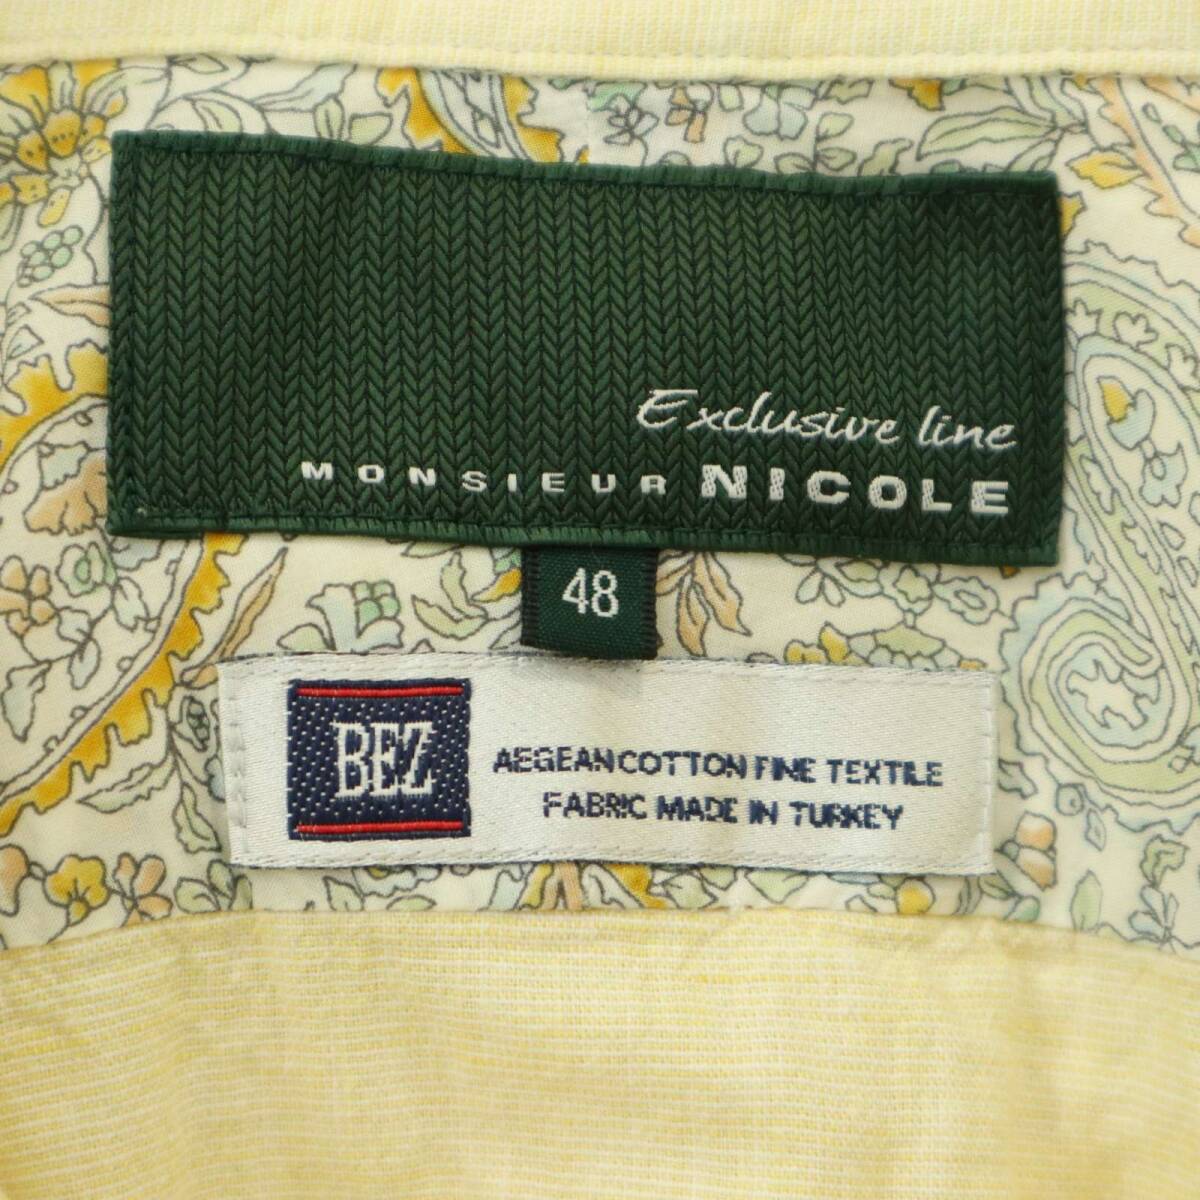 Exclusive line
MONSIEUR NICOLE
48
BEZ
AEGEAN COTTON FINE TEXTILE
FABRIC MADE IN TURKEY